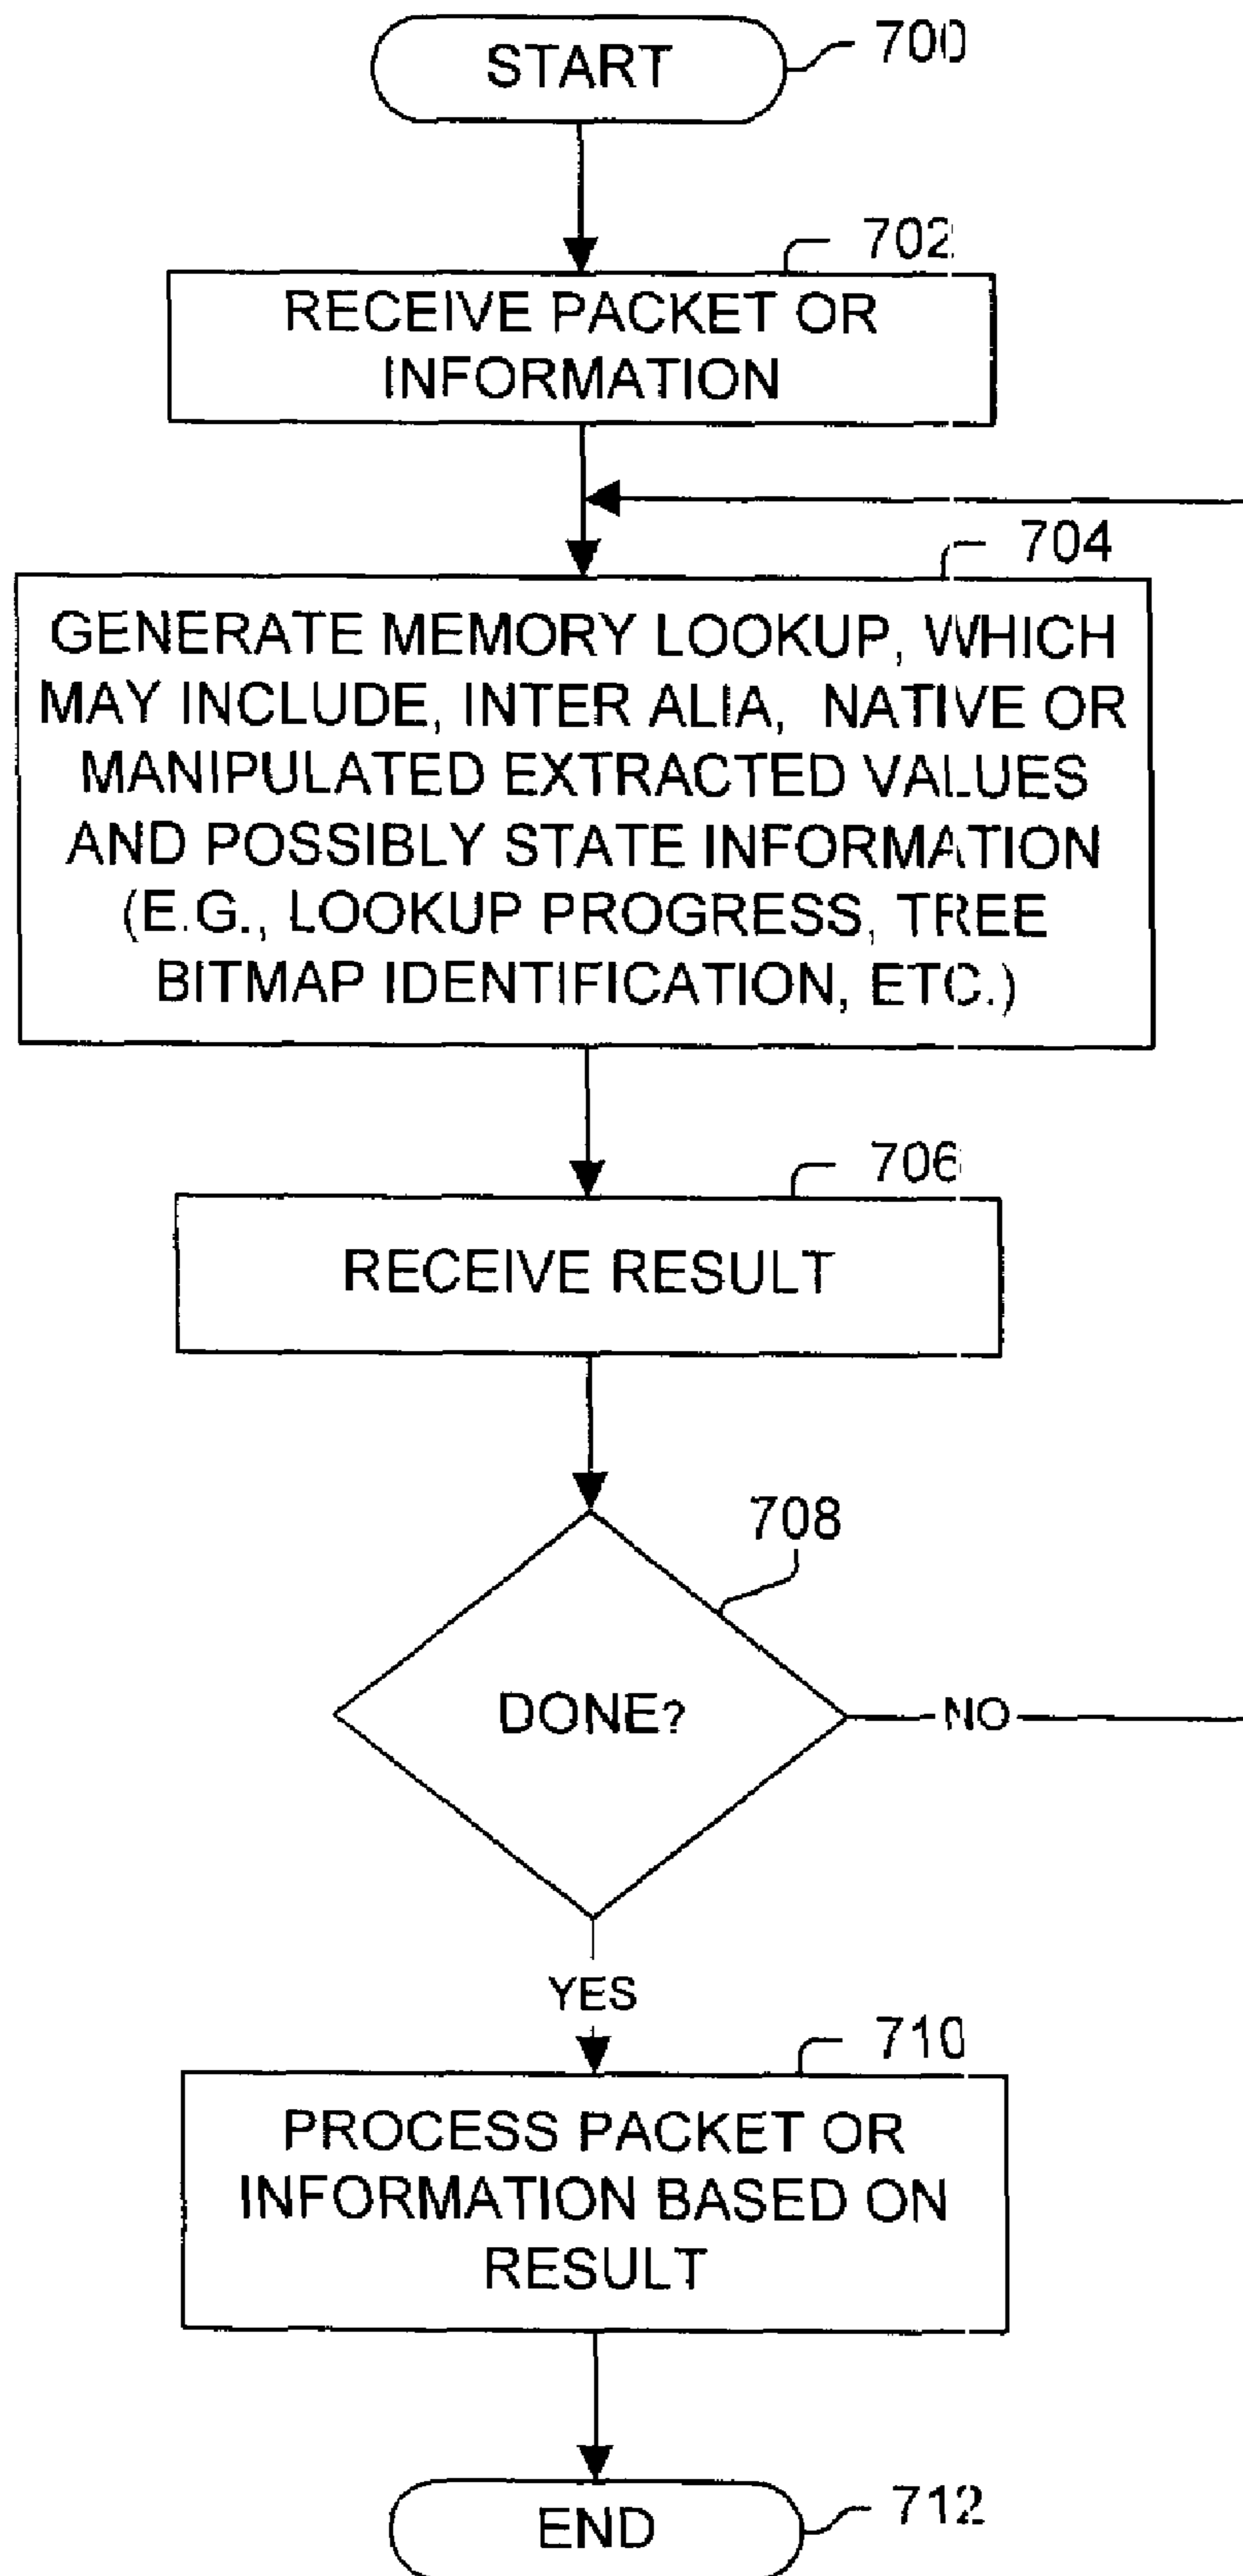 START
700
702
RECEIVE PACKET OR
INFORMATION
704
GENERATE MEMORY LOOKUP, WHICH
MAY INCLUDE, INTER ALIA, NATIVE OR
MANIPULATED EXTRACTED VALUES
AND POSSIBLY STATE INFORMATION
(E.G., LOOKUP PROGRESS, TREE
BITMAP IDENTIFICATION, ETC.)
706
RECEIVE RESULT
708
DONE?
NO
YES
710
PROCESS PACKET OR
INFORMATION BASED ON
RESULT
END
712